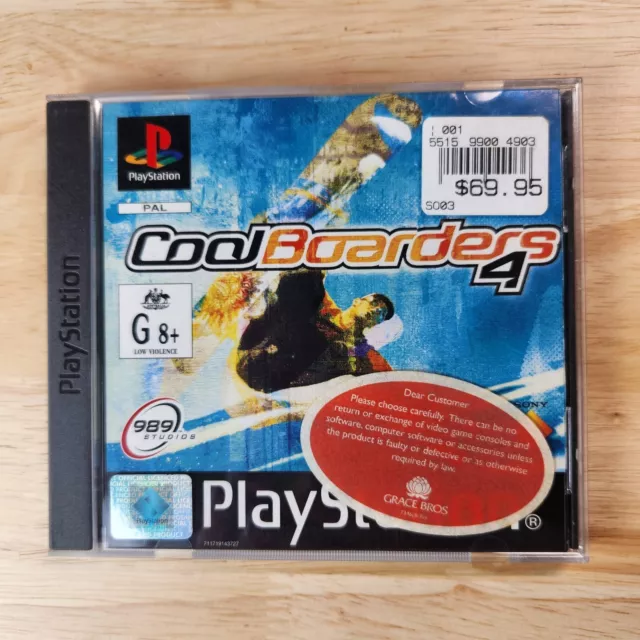 PlayStation
PlayStation
PAL
| 001
5515 9900 4903
$69.95
S003
CoolBoarders
4
G 8+
LOW VIOLENCE
989
STUDIOS
Dear Customer
Please choose carefully. There can be no
return or exchange of video game consoles and
software, computer software or accessories unless
the product is faulty or defective or as otherwise
required by law.
GRACE BROS
SONY
PlayStation
PlaySt
®